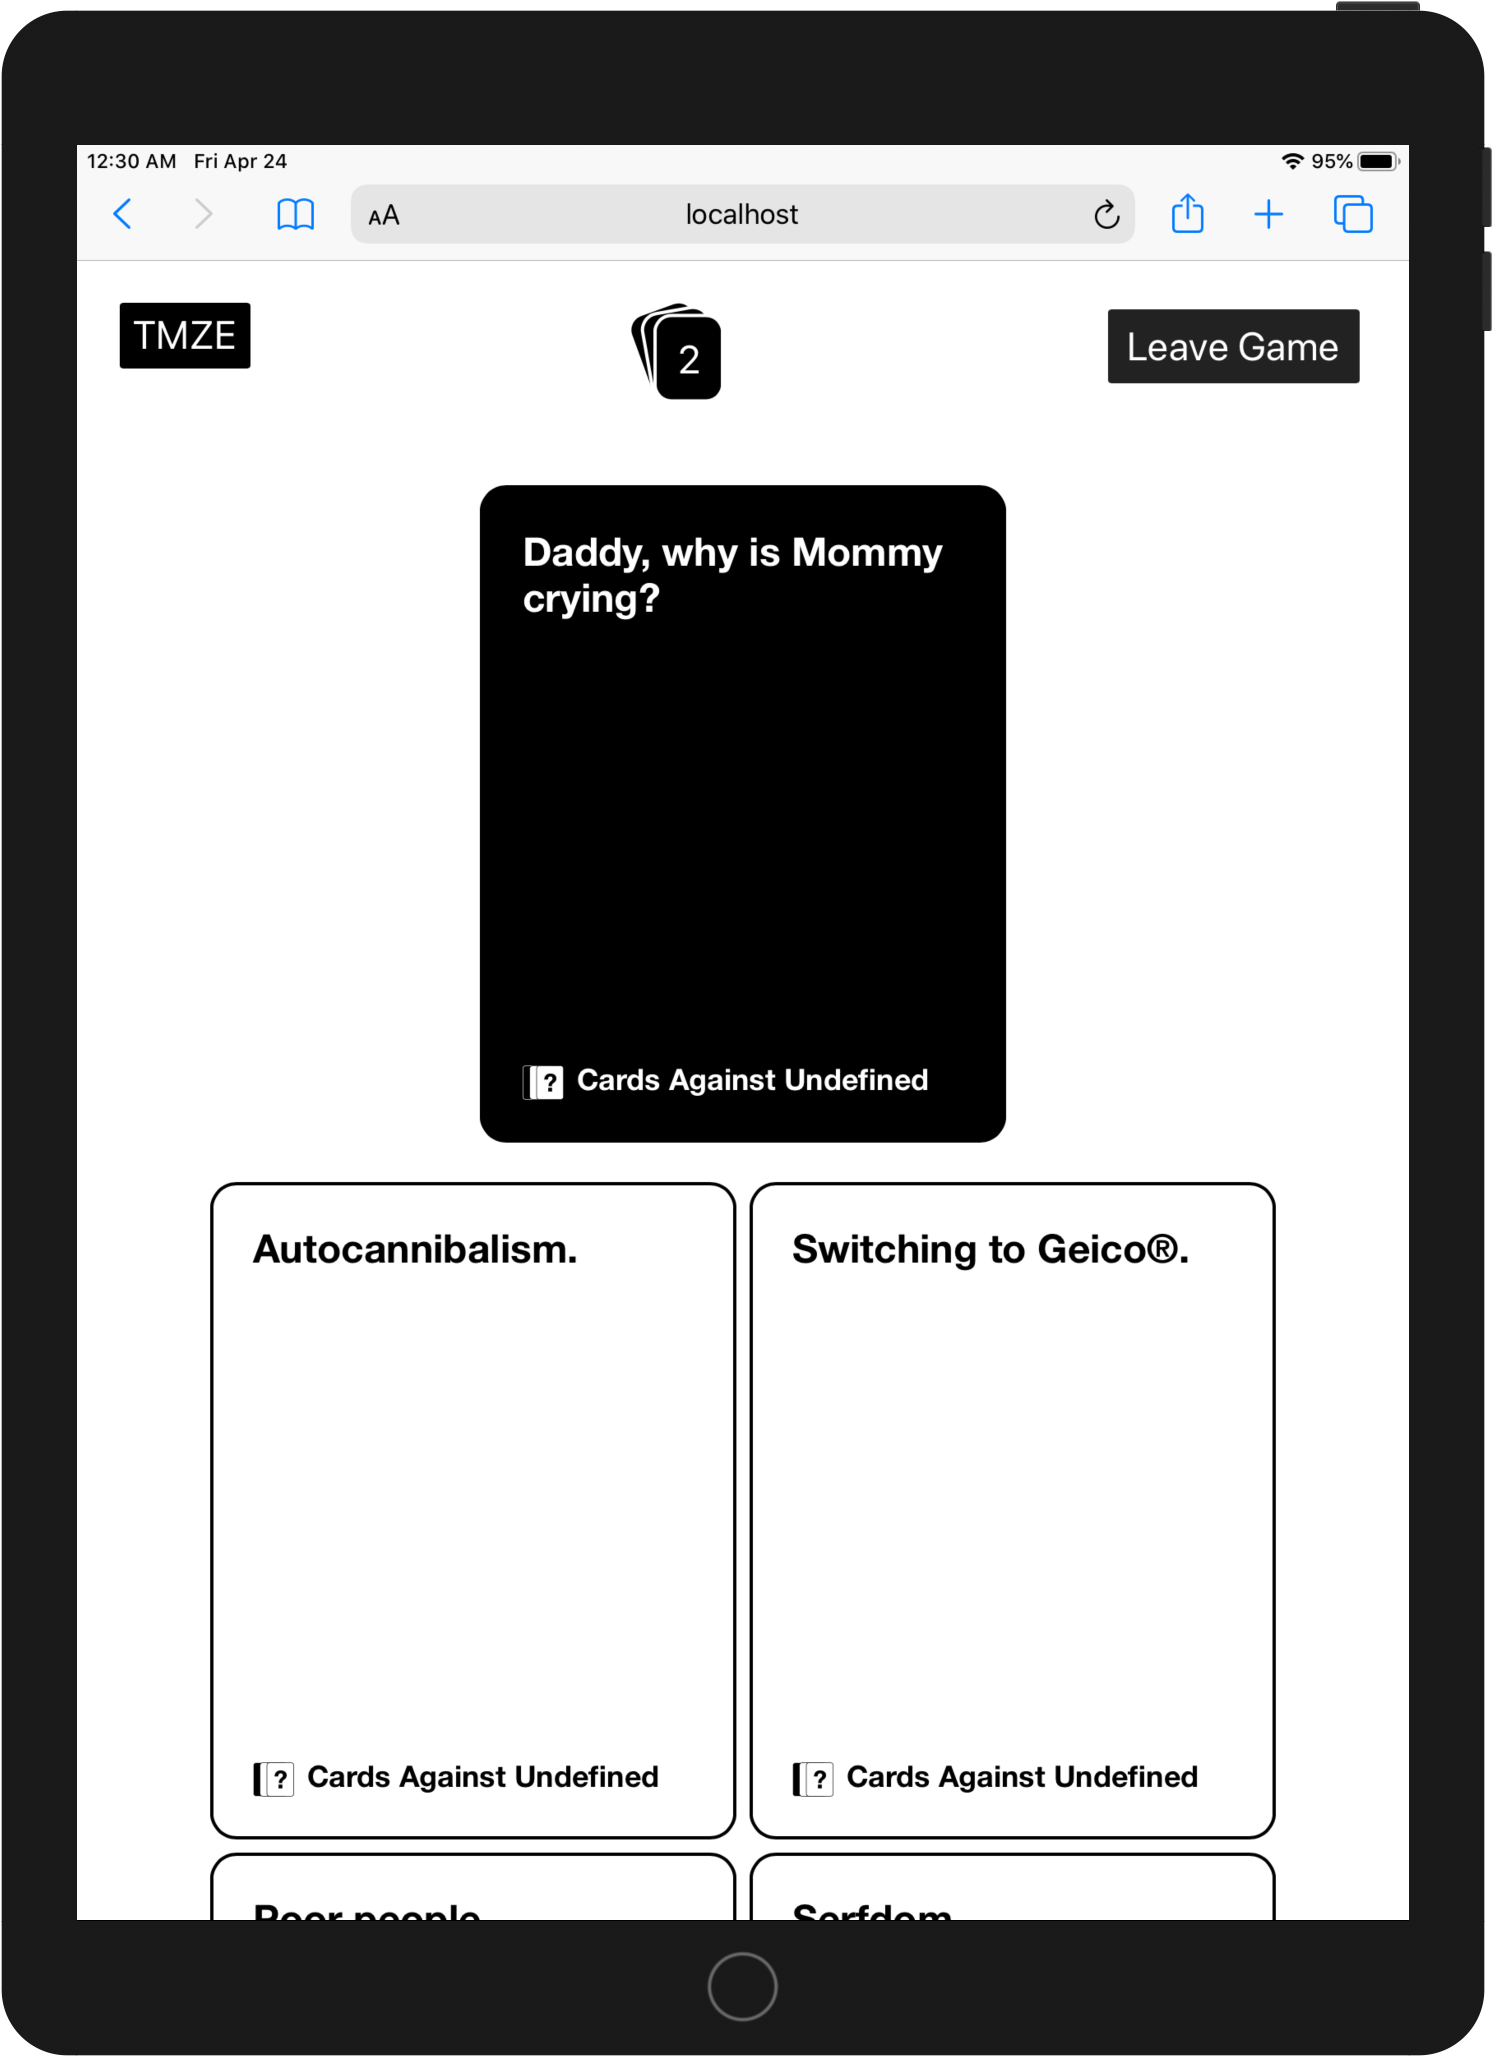 12:30 AM Fri Apr 24 95%
AA localhost
TMZE 2 Leave Game
Daddy, why is Mommy
crying?
? Cards Against Undefined
Autocannibalism. Switching to Geico®.
? Cards Against Undefined ? Cards Against Undefined
Poor people Serfdom